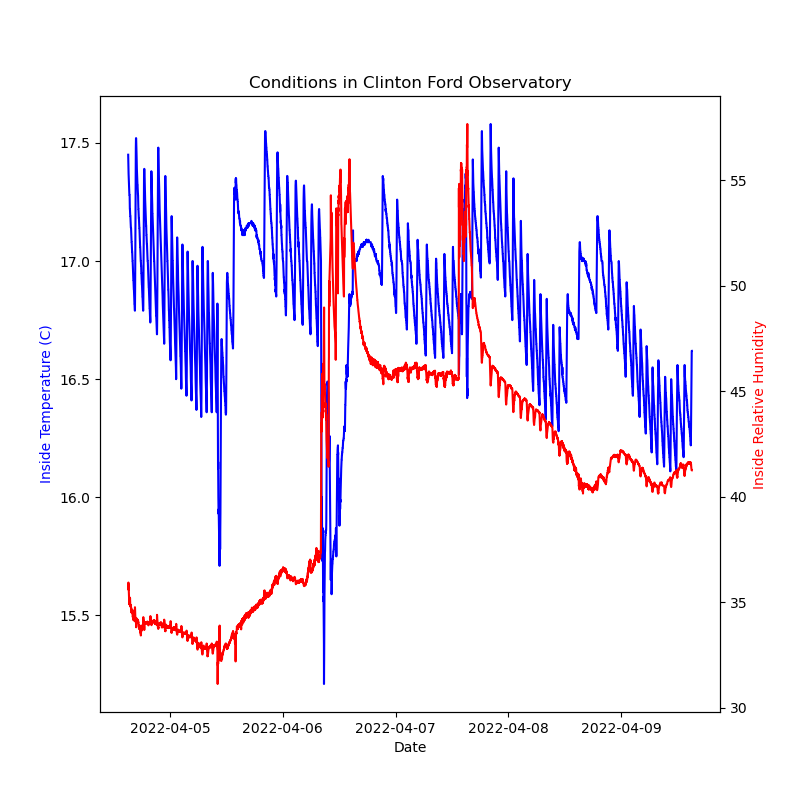 Conditions in Clinton Ford Observatory
17.5
17.0
16.5
16.0
15.5
Inside Temperature (C)
55
50
45
40
35
30
Inside Relative Humidity
2022-04-05 2022-04-06 2022-04-07 2022-04-08 2022-04-09
Date